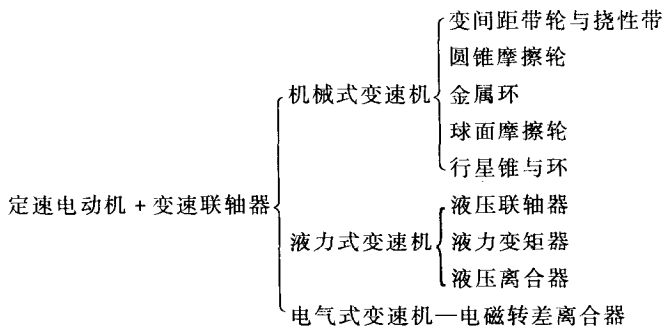 变间距带轮与挠性带
圆锥摩擦轮
机械式变速机
金属环
球面摩擦轮
行星锥与环
定速电动机+变速联轴器
液压联轴器
液力式变速机
液力变矩器
液压离合器
电气式变速机—电磁转差离合器